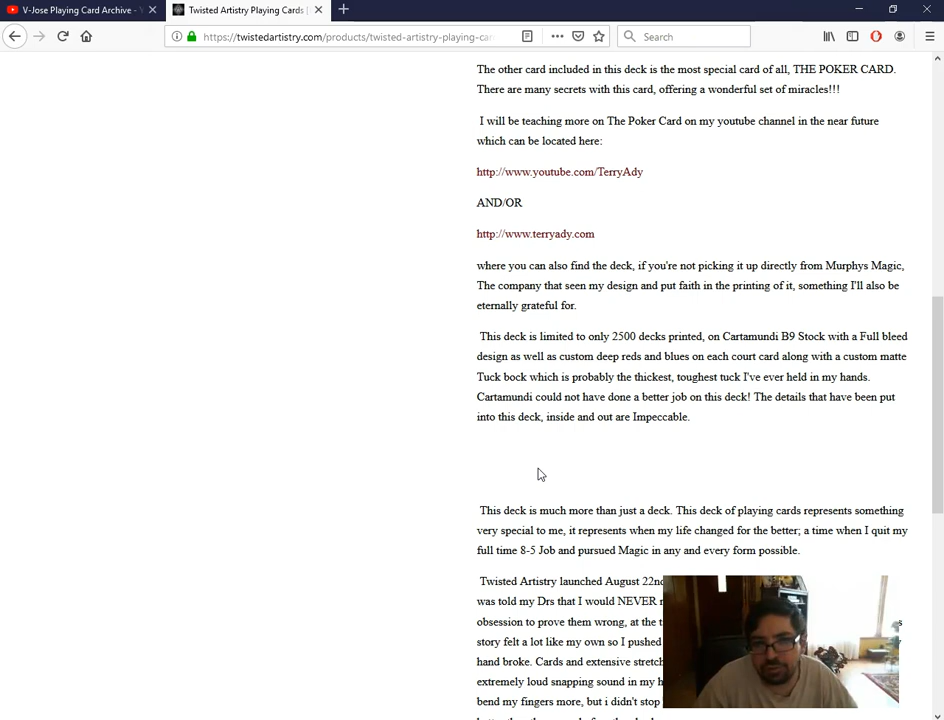 V-Jose Playing Card Archive -
Twisted Artistry Playing Cards |
https://twistedartistry.com/products/twisted-artistry-playing-car
Search
The other card included in this deck is the most special card of all, THE POKER CARD.
There are many secrets with this card, offering a wonderful set of miracles!!!
I will be teaching more on The Poker Card on my youtube channel in the near future
which can be located here:
http://www.youtube.com/TerryAdy
AND/OR
http://www.terryady.com
where you can also find the deck, if you're not picking it up directly from Murphys Magic,
The company that seen my design and put faith in the printing of it, something I'll also be
eternally grateful for.
This deck is limited to only 2500 decks printed, on Cartamundi B9 Stock with a Full bleed
design as well as custom deep reds and blues on each court card along with a custom matte
Tuck bock which is probably the thickest, toughest tuck I've ever held in my hands.
Cartamundi could not have done a better job on this deck! The details that have been put
into this deck, inside and out are Impeccable.
This deck is much more than just a deck. This deck of playing cards represents something
very special to me, it represents when my life changed for the better; a time when I quit my
full time 8-5 Job and pursued Magic in any and every form possible.
Twisted Artistry launched August 22nd
was told my Drs that I would NEVER
obsession to prove them wrong, at the
story felt a lot like my own so I pushed
hand broke. Cards and extensive stretch
extremely loud snapping sound in my
bend my fingers more, but i didn't stop